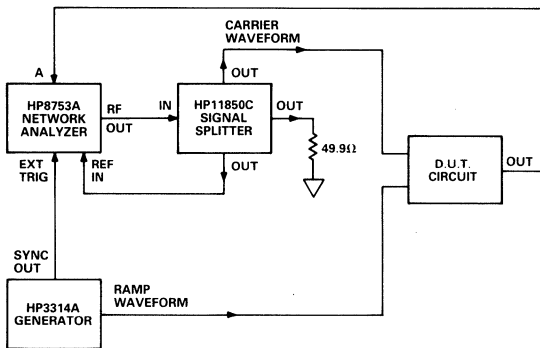 CARRIER
WAVEFORM
A
OUT
HP8753A
NETWORK
ANALYZER
RF
OUT
IN
HP11850C
SIGNAL
SPLITTER
OUT
49.9Ω
EXT
TRIG
REF
IN
OUT
D.U.T.
CIRCUIT
OUT
SYNC
OUT
RAMP
WAVEFORM
HP3314A
GENERATOR